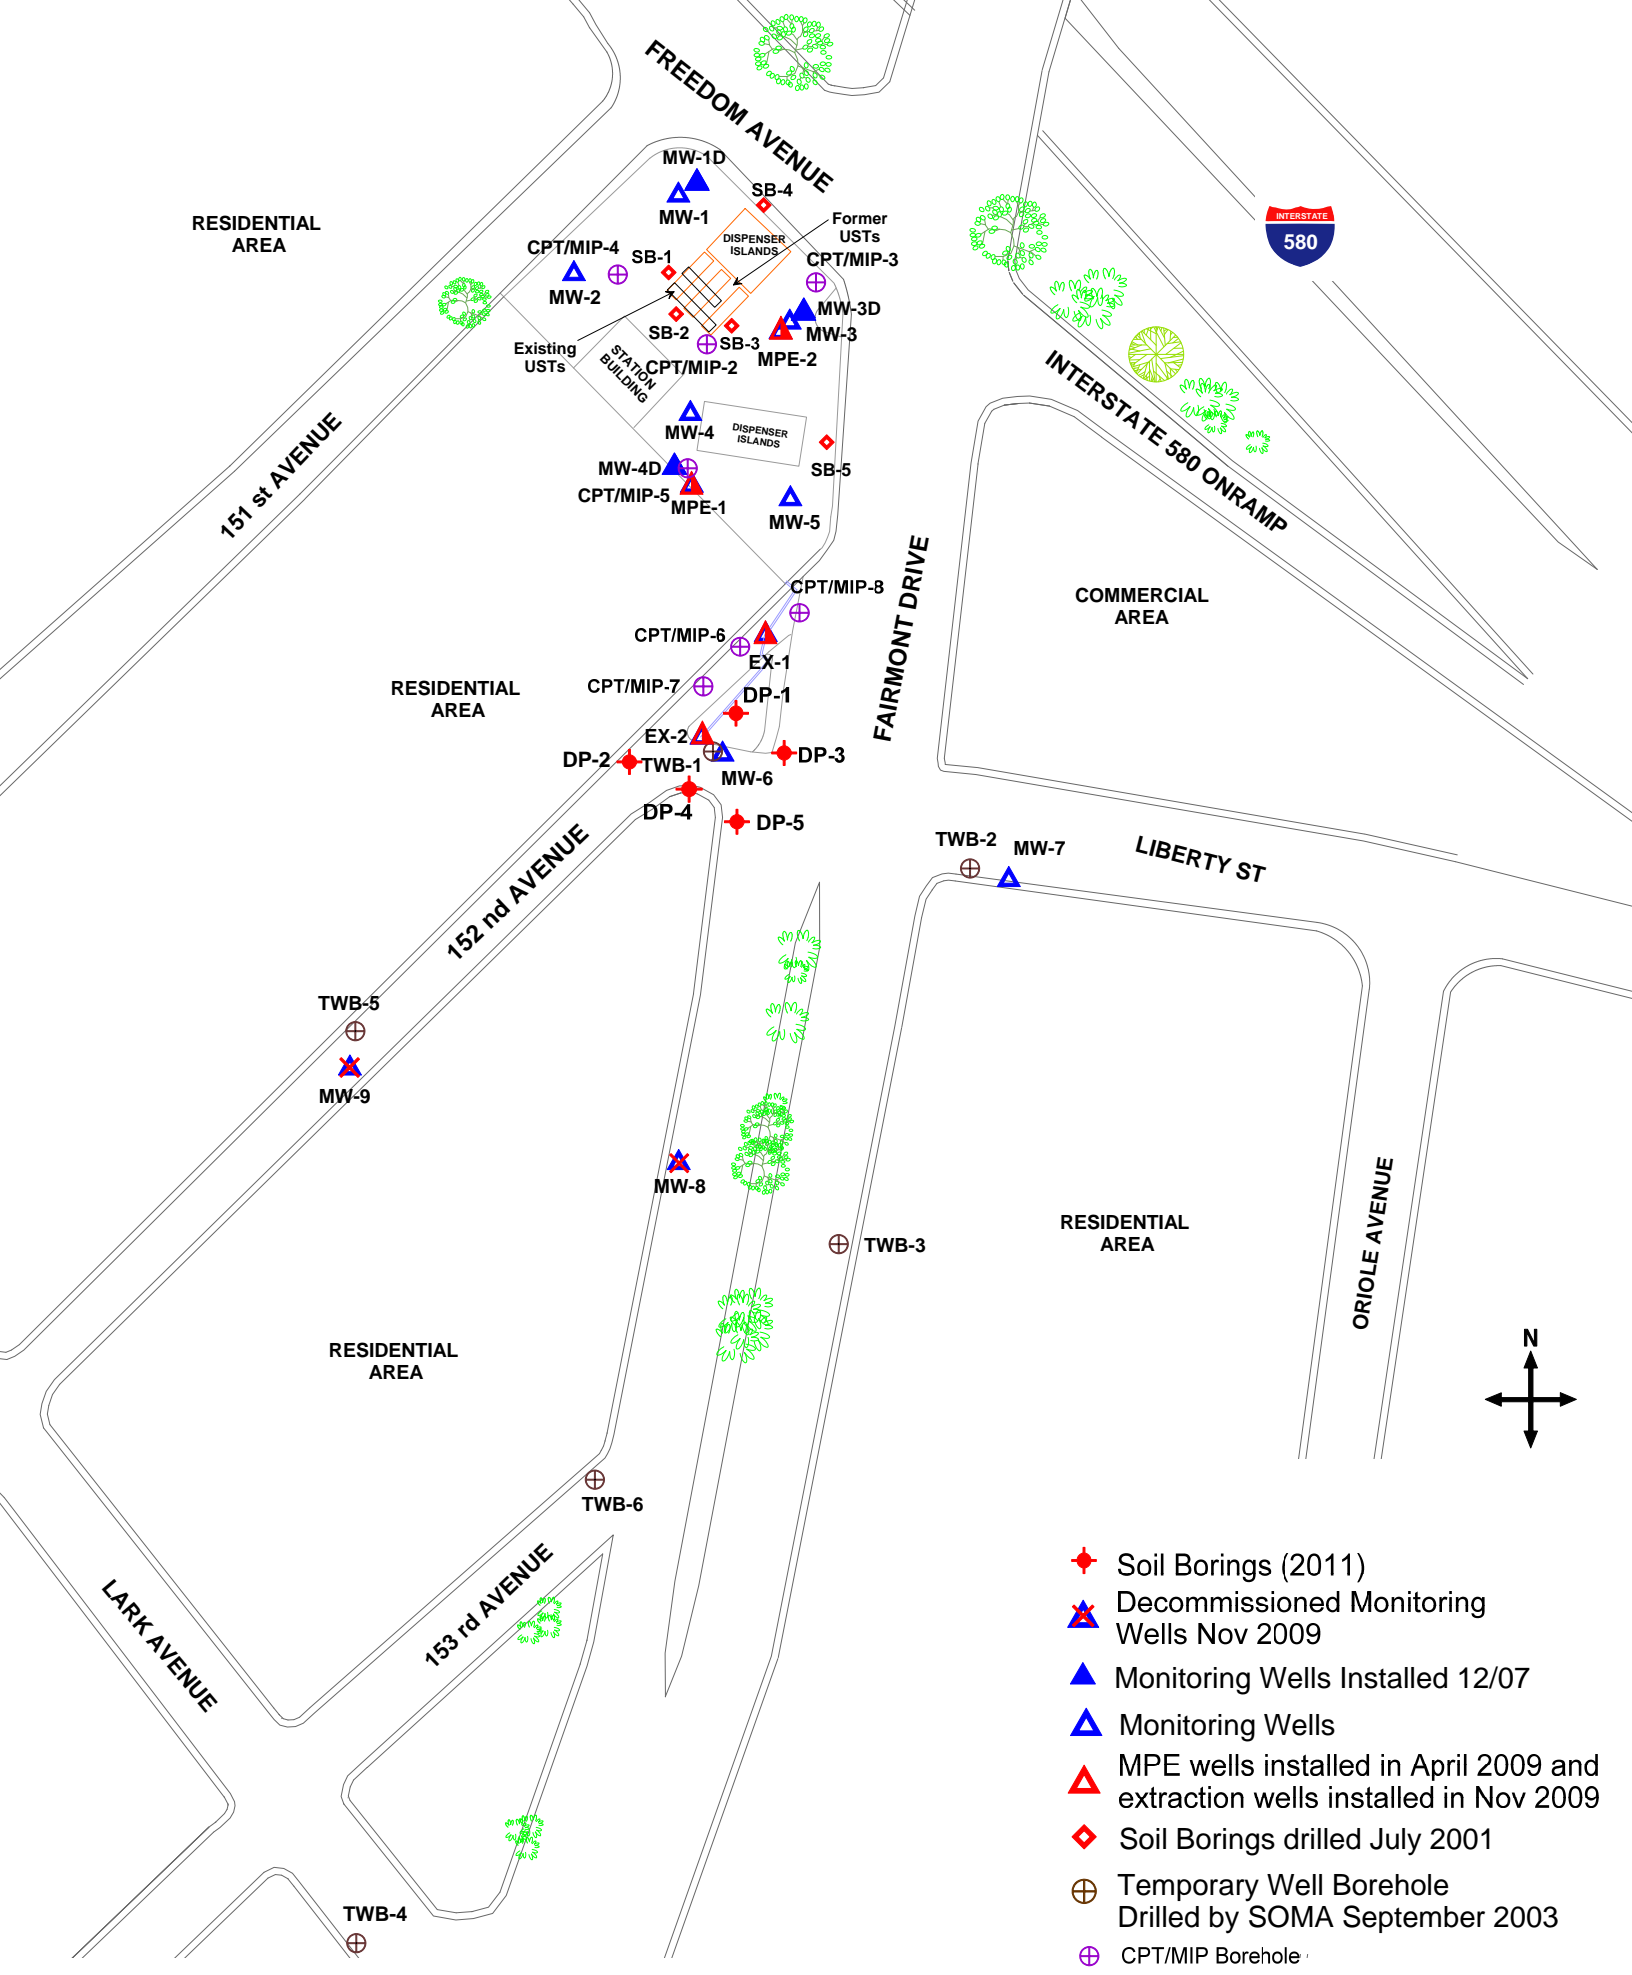 FREEDOM AVENUE
MW-1D
SB-4
MW-1
RESIDENTIAL
AREA
Former
USTs
INTERSTATE
580
DISPENSER
ISLANDS
CPT/MIP-4
SB-1
CPT/MIP-3
MW-2
MW-3D
SB-2
SB-3
MW-3
Existing
USTs
STATION
BUILDING
CPT/MIP-2
MPE-2
INTERSTATE 580 ONRAMP
MW-4
DISPENSER
ISLANDS
151 st AVENUE
MW-4D
SB-5
CPT/MIP-5
MPE-1
MW-5
FAIRMONT DRIVE
CPT/MIP-8
COMMERCIAL
AREA
CPT/MIP-6
EX-1
RESIDENTIAL
AREA
CPT/MIP-7
DP-1
EX-2
DP-2
TWB-1
DP-3
MW-6
DP-4
DP-5
152 nd AVENUE
TWB-2
MW-7
LIBERTY ST
TWB-5
MW-9
MW-8
TWB-3
RESIDENTIAL
AREA
ORIOLE AVENUE
RESIDENTIAL
AREA
N
TWB-6
LARK AVENUE
153 rd AVENUE
TWB-4
Soil Borings (2011)
Decommissioned Monitoring
Wells Nov 2009
Monitoring Wells Installed 12/07
Monitoring Wells
MPE wells installed in April 2009 and
extraction wells installed in Nov 2009
Soil Borings drilled July 2001
Temporary Well Borehole
Drilled by SOMA September 2003
CPT/MIP Borehole